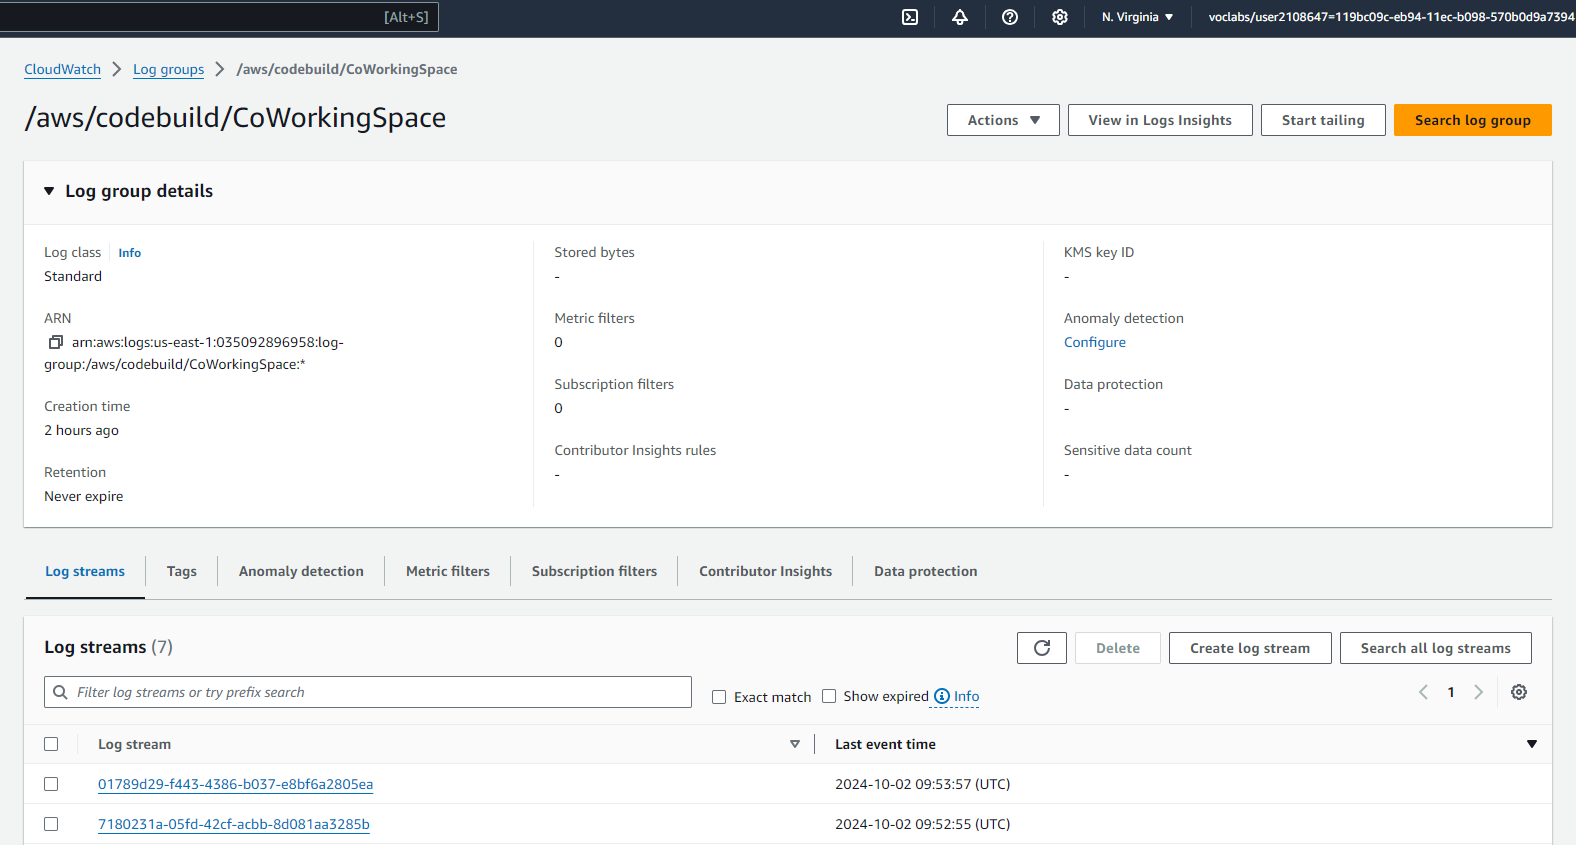 [Alt+S]
N. Virginia
voclabs/user2108647=119bc09c-eb94-11ec-b098-570b0d9a7394
CloudWatch
Log groups
/aws/codebuild/CoWorkingSpace
/aws/codebuild/CoWorkingSpace
Actions
View in Logs Insights
Start tailing
Search log group
Log group details
Log class
Info
Standard
ARN
arn:aws:logs:us-east-1:035092896958:log-
group:/aws/codebuild/CoWorkingSpace:*
Creation time
2 hours ago
Retention
Never expire
Stored bytes
-
Metric filters
0
Subscription filters
0
Contributor Insights rules
-
KMS key ID
-
Anomaly detection
Configure
Data protection
-
Sensitive data count
-
Log streams
Tags
Anomaly detection
Metric filters
Subscription filters
Contributor Insights
Data protection
Log streams (7)
Delete
Create log stream
Search all log streams
Filter log streams or try prefix search
Exact match
Show expired
Info
1
Log stream
Last event time
01789d29-f443-4386-b037-e8bf6a2805ea
2024-10-02 09:53:57 (UTC)
7180231a-05fd-42cf-acbb-8d081aa3285b
2024-10-02 09:52:55 (UTC)